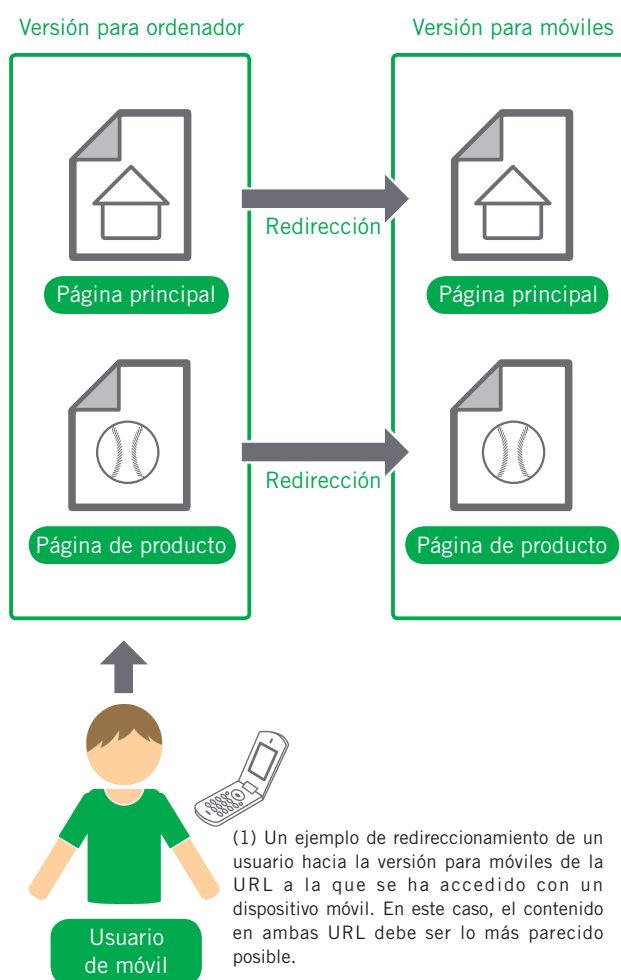 Versión para ordenador
Versión para móviles
Redirección
Página principal
Página principal
Redirección
Página de producto
Página de producto
(1) Un ejemplo de redireccionamiento de un
usuario hacia la versión para móviles de la
URL a la que se ha accedido con un
dispositivo móvil. En este caso, el contenido
en ambas URL debe ser lo más parecido
posible.
Usuario
de móvil